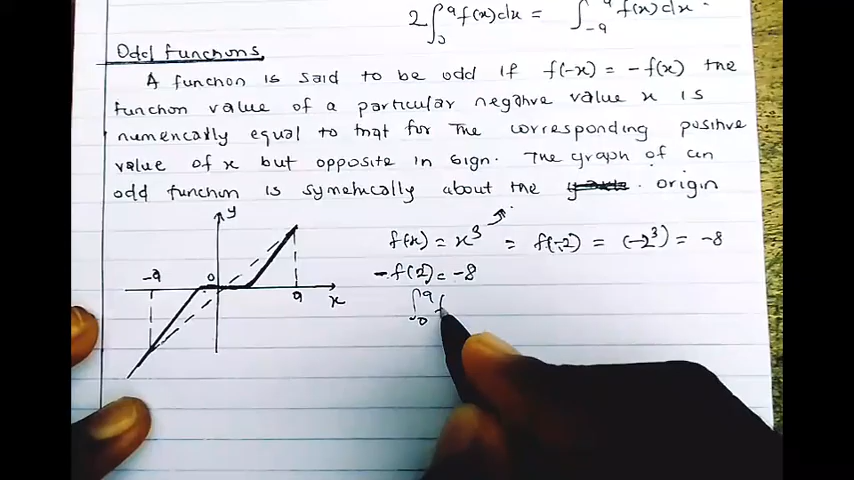 2∫₀ᵃ f(x)dx = ∫₋ₐᵃ f(x)dx .
Odd functions.
A function is said to be odd if f(-x) = -f(x) the
function value of a particular negative value x is
numerically equal to that for the corresponding positive
value of x but opposite in sign. The graph of an
odd function is symetrically about the y-axis. origin
y
f(x) = x³ = f(-2) = (-2³) = -8
-a 0 a x
-f(2) = -8
∫₀ᵃ f